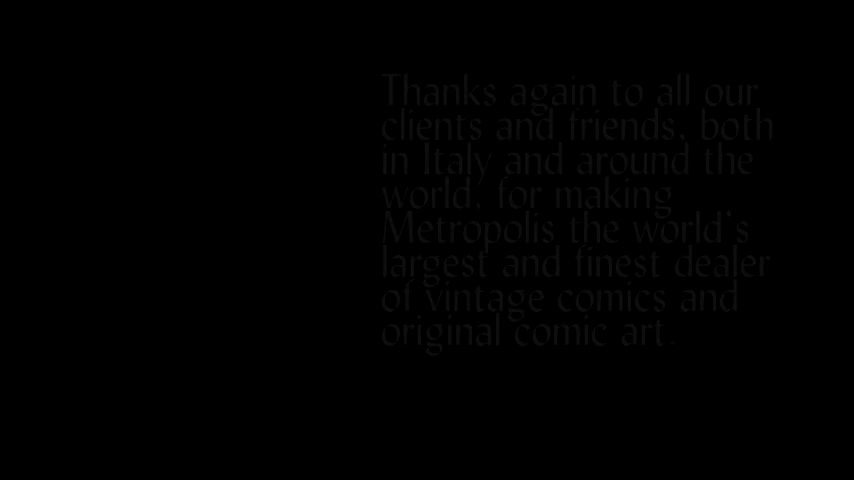 Thanks again to all our
clients and friends, both
in Italy and around the
world, for making
Metropolis the world's
largest and finest dealer
of vintage comics and
original comic art.